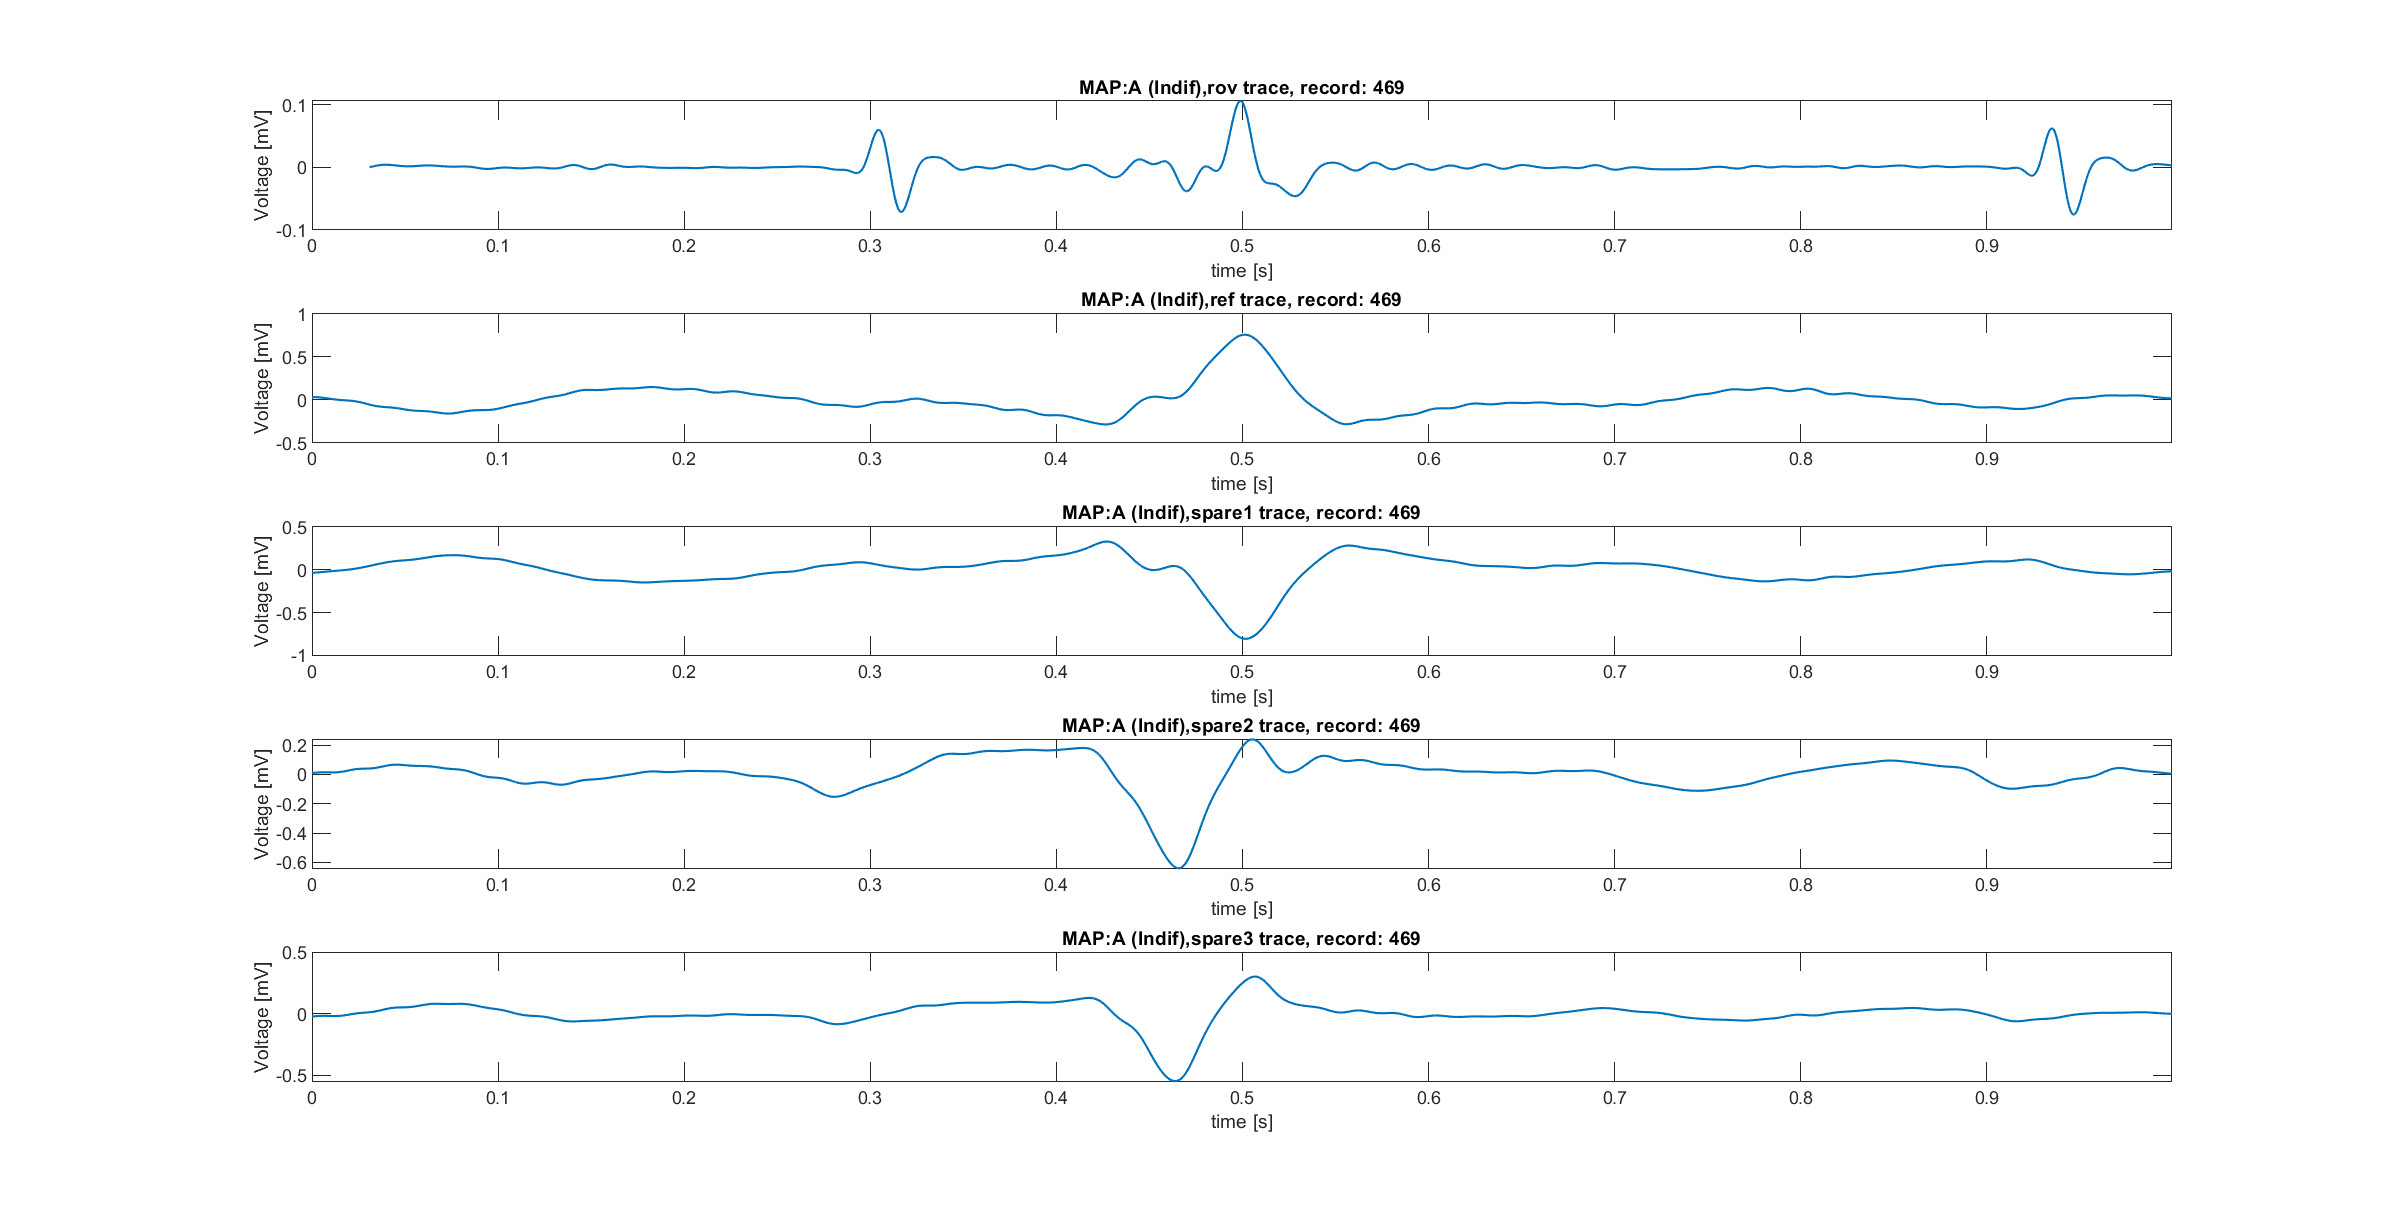 MAP:A (Indif),rov trace, record: 469
Voltage [mV]
0.1
0
-0.1
0 0.1 0.2 0.3 0.4 0.5 0.6 0.7 0.8 0.9
time [s]
MAP:A (Indif),ref trace, record: 469
Voltage [mV]
1
0.5
0
-0.5
0 0.1 0.2 0.3 0.4 0.5 0.6 0.7 0.8 0.9
time [s]
MAP:A (Indif),spare1 trace, record: 469
Voltage [mV]
0.5
0
-0.5
-1
0 0.1 0.2 0.3 0.4 0.5 0.6 0.7 0.8 0.9
time [s]
MAP:A (Indif),spare2 trace, record: 469
Voltage [mV]
0.2
0
-0.2
-0.4
-0.6
0 0.1 0.2 0.3 0.4 0.5 0.6 0.7 0.8 0.9
time [s]
MAP:A (Indif),spare3 trace, record: 469
Voltage [mV]
0.5
0
-0.5
0 0.1 0.2 0.3 0.4 0.5 0.6 0.7 0.8 0.9
time [s]